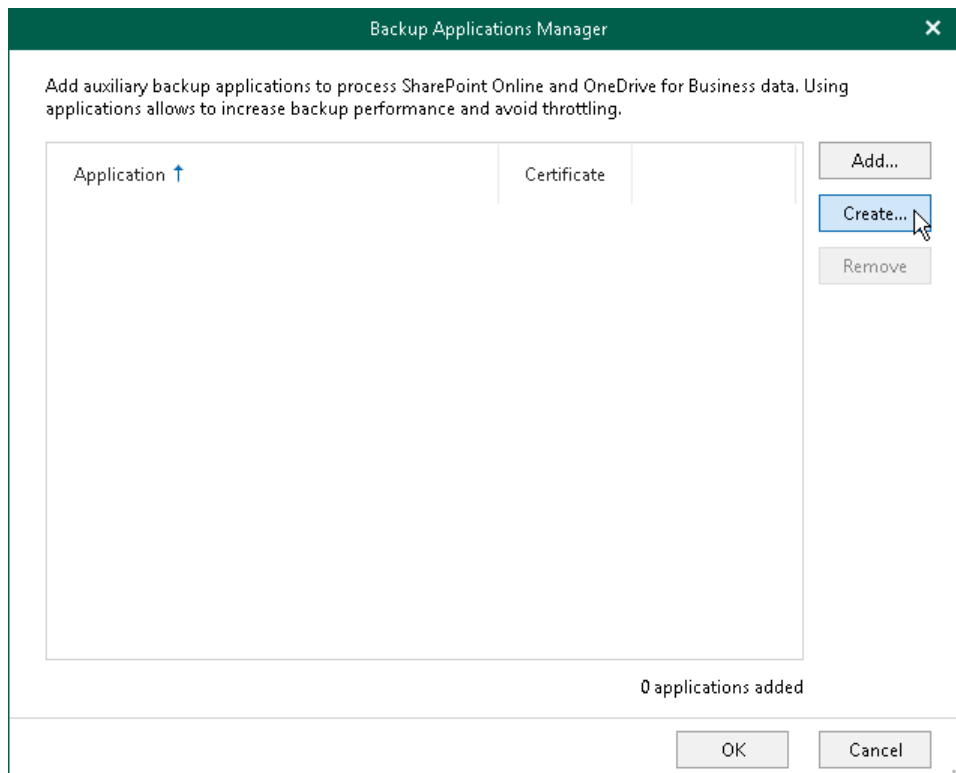 Backup Applications Manager
Add auxiliary backup applications to process SharePoint Online and OneDrive for Business data. Using
applications allows to increase backup performance and avoid throttling.
Application
Certificate
Add...
Create...
Remove
0 applications added
OK
Cancel